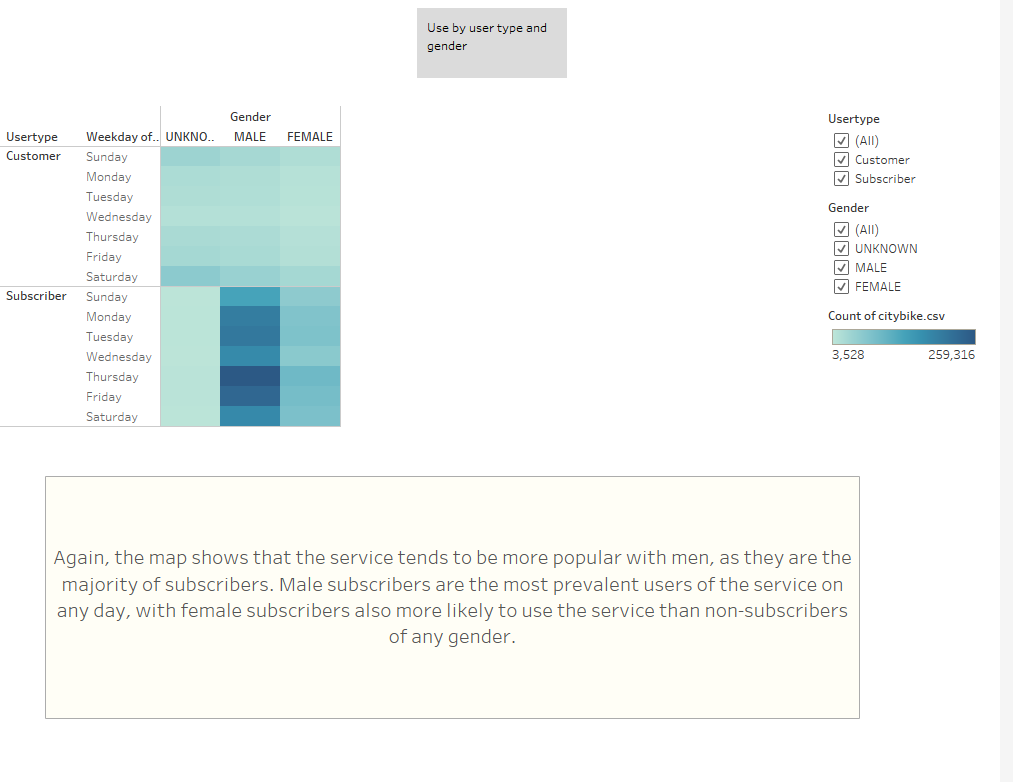 Use by user type and
gender
Gender
Usertype Weekday of.. UNKNO.. MALE FEMALE
Customer Sunday
Monday
Tuesday
Wednesday
Thursday
Friday
Saturday
Subscriber Sunday
Monday
Tuesday
Wednesday
Thursday
Friday
Saturday
Usertype
(All)
Customer
Subscriber
Gender
(All)
UNKNOWN
MALE
FEMALE
Count of citybike.csv
3,528 259,316
Again, the map shows that the service tends to be more popular with men, as they are the
majority of subscribers. Male subscribers are the most prevalent users of the service on
any day, with female subscribers also more likely to use the service than non-subscribers
of any gender.